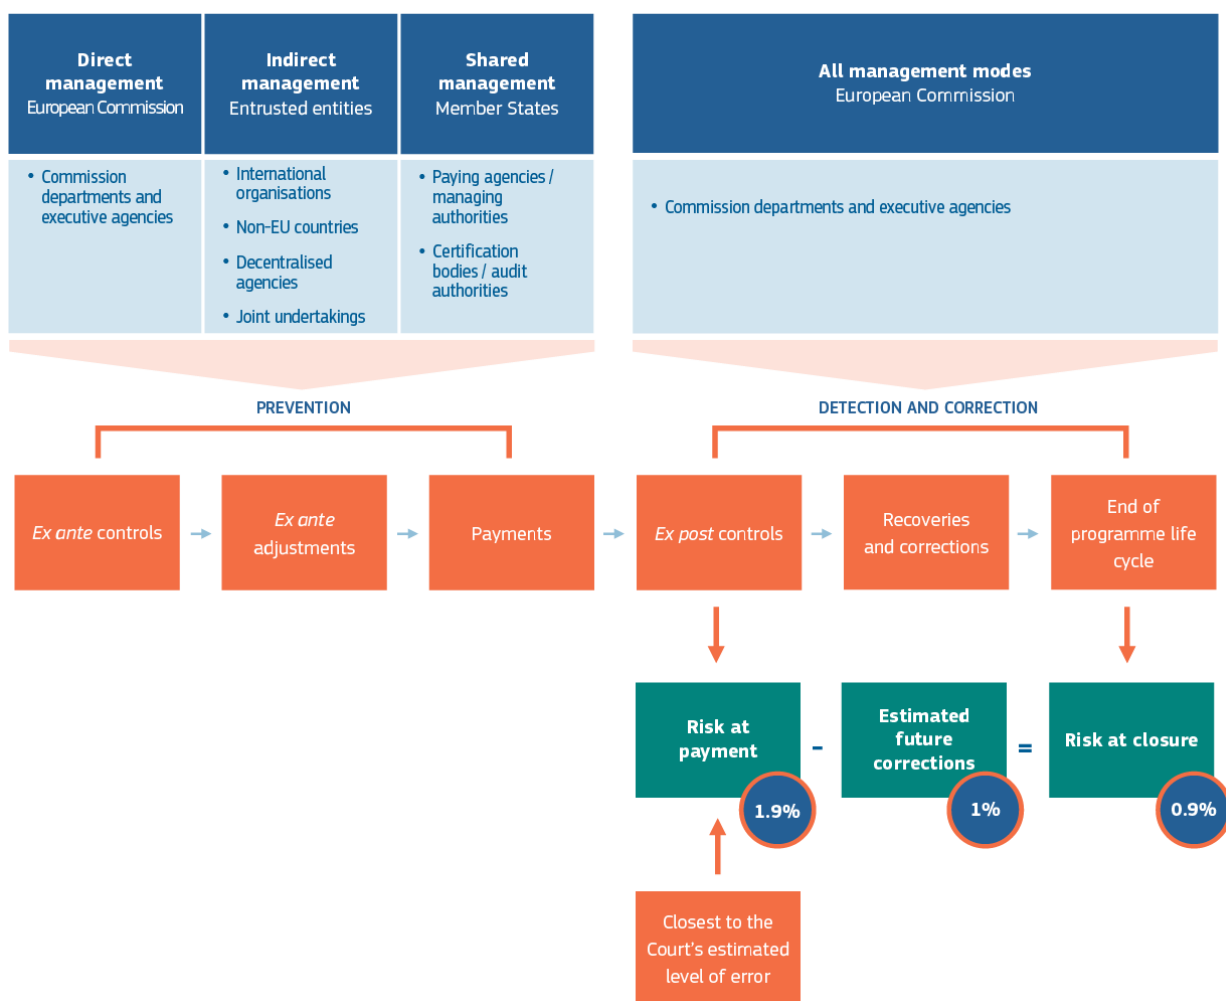 Direct
management
European Commission
Indirect
management
Entrusted entities
Shared
management
Member States
All management modes
European Commission
• Commission
departments and
executive agencies
• International
organisations
• Non-EU countries
• Decentralised
agencies
• Joint undertakings
• Paying agencies /
managing
authorities
• Certification
bodies / audit
authorities
• Commission departments and executive agencies
PREVENTION
DETECTION AND CORRECTION
Ex ante controls
Ex ante
adjustments
Payments
Ex post controls
Recoveries
and corrections
End of
programme life
cycle
Risk at
payment
1.9%
-
Estimated
future
corrections
1%
=
Risk at closure
0.9%
Closest to the
Court's estimated
level of error